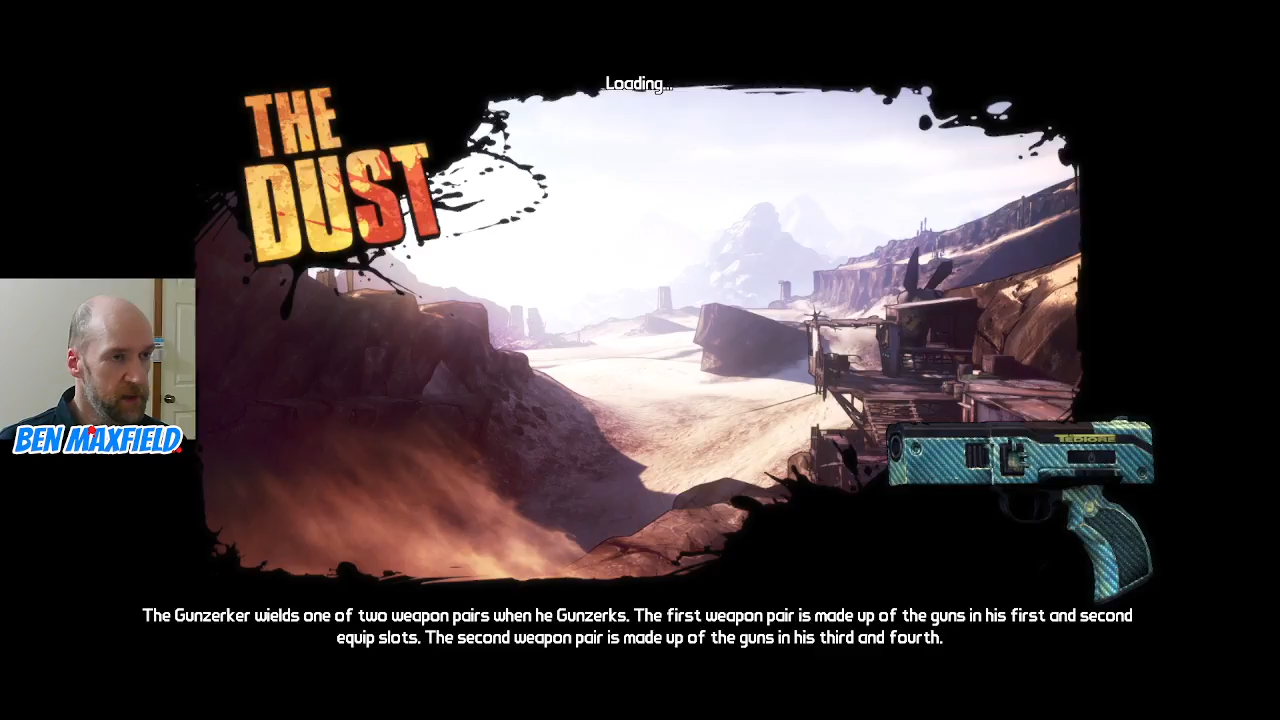 Loading...
THE
DUST
TEDIORE
BEN MAXFIELD
The Gunzerker wields one of two weapon pairs when he Gunzerks. The first weapon pair is made up of the guns in his first and second
equip slots. The second weapon pair is made up of the guns in his third and fourth.